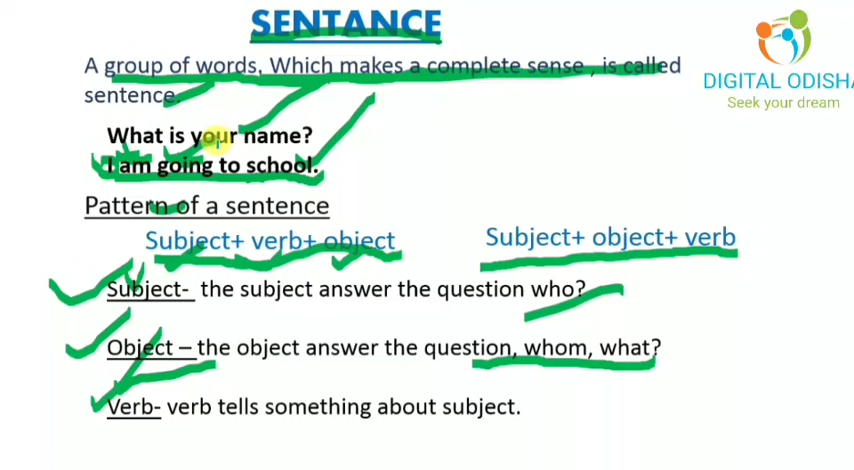 SENTANCE
DIGITAL ODISHA
Seek your dream
A group of words, Which makes a complete sense , is called
sentence.
What is your name?
I am going to school.
Pattern of a sentence
Subject+ verb+ object
Subject+ object+ verb
Subject- the subject answer the question who?
Object – the object answer the question, whom, what?
Verb- verb tells something about subject.